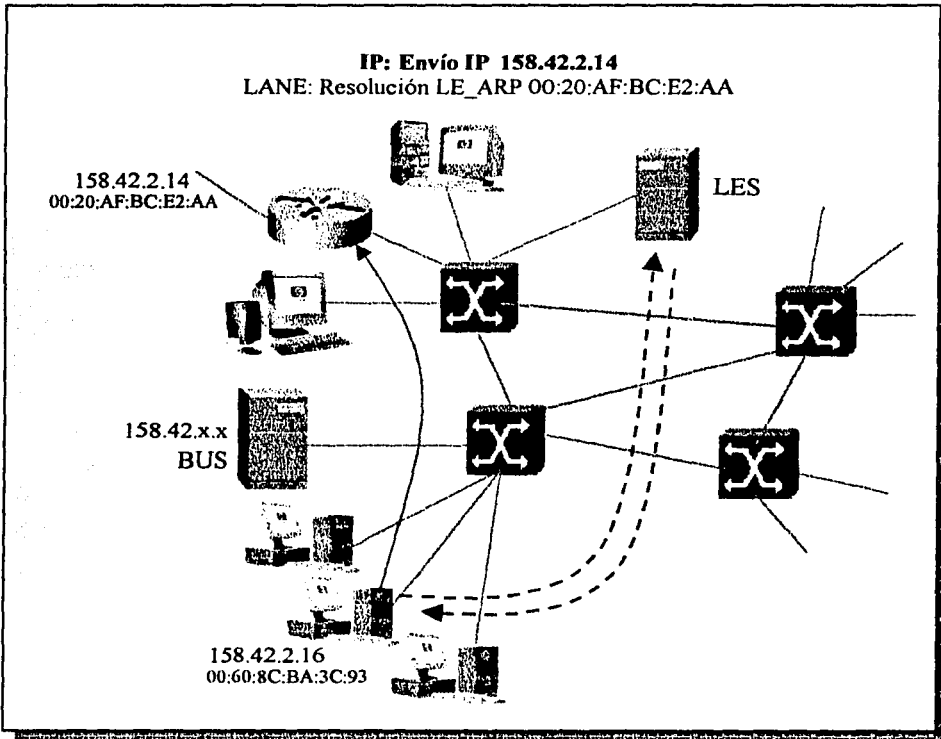 IP: Envío IP 158.42.2.14
LANE: Resolución LE_ARP 00:20:AF:BC:E2:AA
158.42.2.14
00:20:AF:BC:E2:AA
LES
158.42.x.x
BUS
158.42.2.16
00:60:8C:BA:3C:93